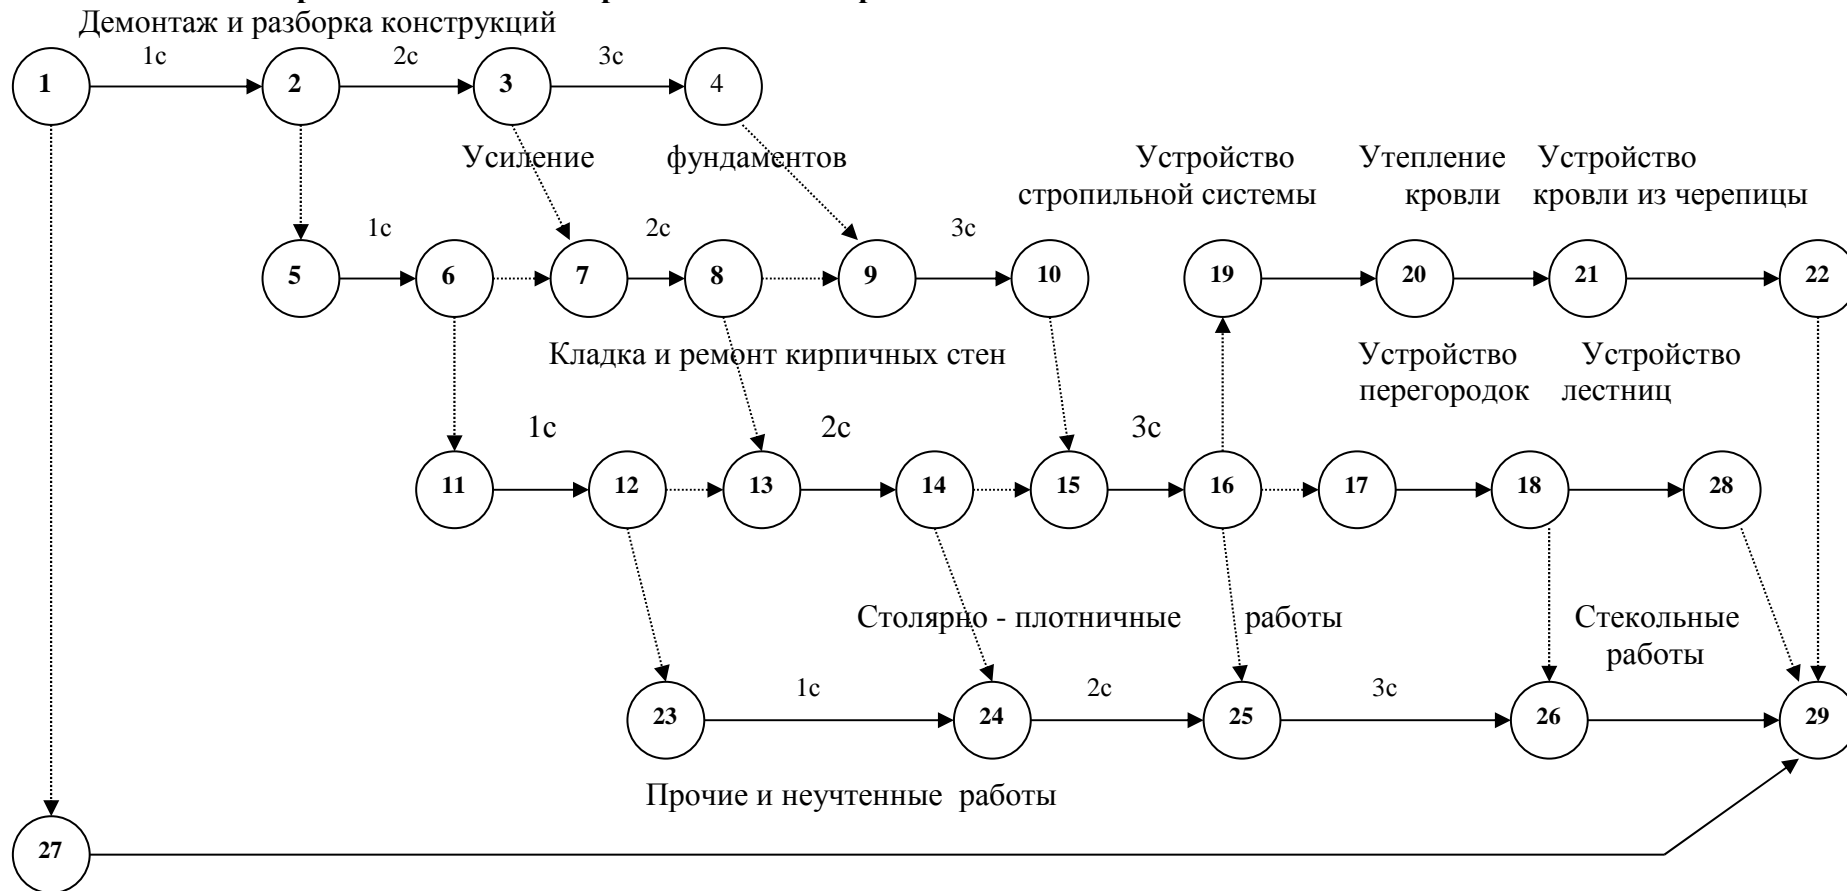 Демонтаж и разборка конструкций
1с 2с 3с
1 2 3 4
Усиление фундаментов
Устройство Утепление Устройство
стропильной системы кровли кровли из черепицы
1с 2с 3с
5 6 7 8 9 10 19 20 21 22
Кладка и ремонт кирпичных стен
Устройство Устройство
перегородок лестниц
1с 2с 3с
11 12 13 14 15 16 17 18 28
Столярно - плотничные работы
Стекольные
работы
1с 2с 3с
23 24 25 26 29
Прочие и неучтенные работы
27